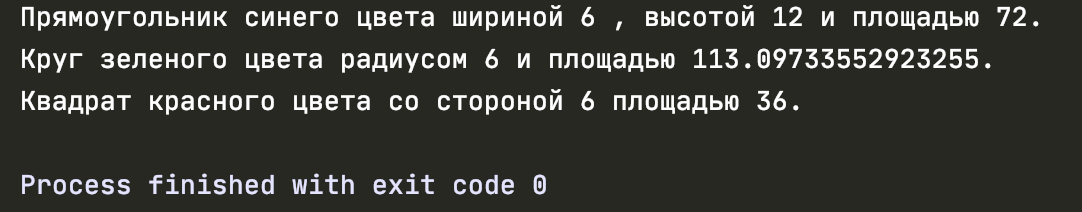 Прямоугольник синего цвета шириной 6 , высотой 12 и площадью 72.
Круг зеленого цвета радиусом 6 и площадью 113.09733552923255.
Квадрат красного цвета со стороной 6 площадью 36.
Process finished with exit code 0